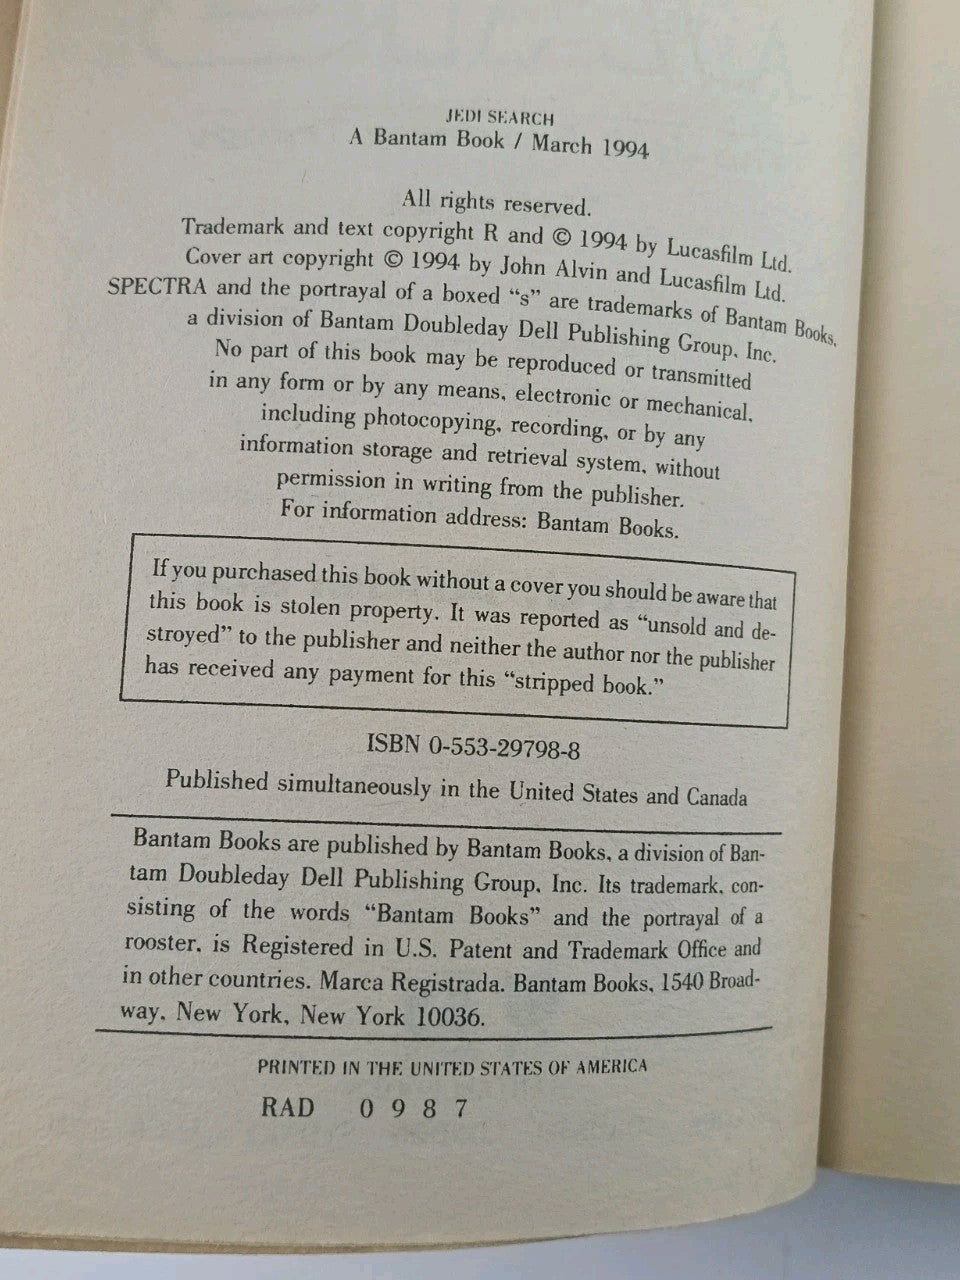 JEDI SEARCH
A Bantam Book / March 1994
All rights reserved.
Trademark and text copyright R and © 1994 by Lucasfilm Ltd.
Cover art copyright © 1994 by John Alvin and Lucasfilm Ltd.
SPECTRA and the portrayal of a boxed “s” are trademarks of Bantam Books,
a division of Bantam Doubleday Dell Publishing Group, Inc.
No part of this book may be reproduced or transmitted
in any form or by any means, electronic or mechanical,
including photocopying, recording, or by any
information storage and retrieval system, without
permission in writing from the publisher.
For information address: Bantam Books.
If you purchased this book without a cover you should be aware that
this book is stolen property. It was reported as “unsold and de-
stroyed” to the publisher and neither the author nor the publisher
has received any payment for this “stripped book.”
ISBN 0-553-29798-8
Published simultaneously in the United States and Canada
Bantam Books are published by Bantam Books, a division of Ban-
tam Doubleday Dell Publishing Group, Inc. Its trademark, con-
sisting of the words “Bantam Books” and the portrayal of a
rooster, is Registered in U.S. Patent and Trademark Office and
in other countries. Marca Registrada. Bantam Books, 1540 Broad-
way, New York, New York 10036.
PRINTED IN THE UNITED STATES OF AMERICA
RAD 0 9 8 7